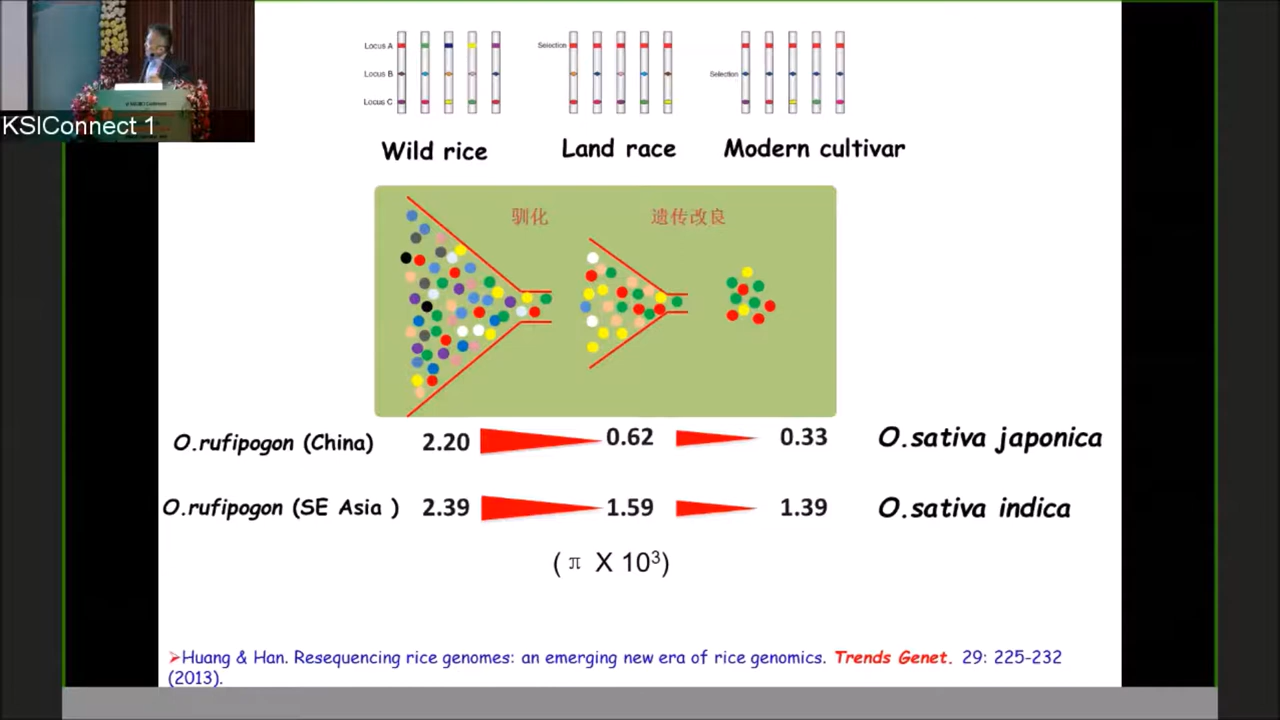 KSIConnect 1
Locus A
Locus B
Locus C
Selection
Selection
Wild rice
Land race
Modern cultivar
驯化
遗传改良
O.rufipogon (China)
2.20
0.62
0.33
O.sativa japonica
O.rufipogon (SE Asia )
2.39
1.59
1.39
O.sativa indica
( π X 10³)
➢Huang & Han. Resequencing rice genomes: an emerging new era of rice genomics. Trends Genet. 29: 225-232
(2013).